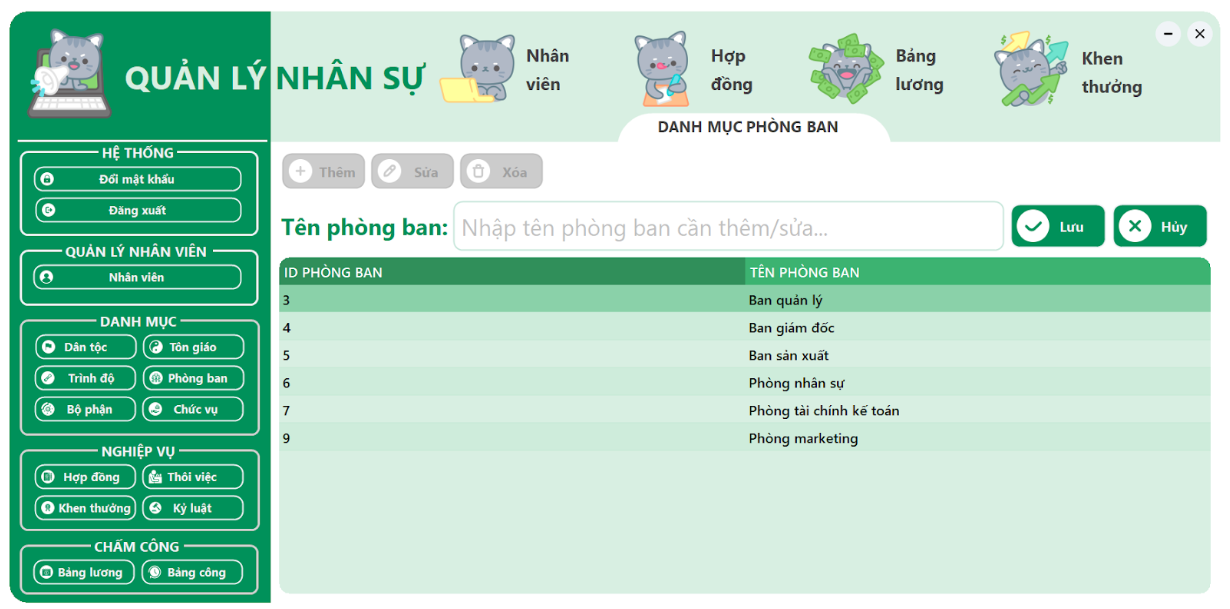 QUẢN LÝ NHÂN SỰ
Nhân
viên
Hợp
đồng
Bảng
lương
Khen
thưởng
DANH MỤC PHÒNG BAN
HỆ THỐNG
Đổi mật khẩu
Đăng xuất
QUẢN LÝ NHÂN VIÊN
Nhân viên
DANH MỤC
Dân tộc Tôn giáo
Trình độ Phòng ban
Bộ phận Chức vụ
NGHIỆP VỤ
Hợp đồng Thôi việc
Khen thưởng Kỷ luật
CHẤM CÔNG
Bảng lương Bảng công
Thêm Sửa Xóa
Tên phòng ban: Nhập tên phòng ban cần thêm/sửa... Lưu Hủy
ID PHÒNG BAN TÊN PHÒNG BAN
3 Ban quản lý
4 Ban giám đốc
5 Ban sản xuất
6 Phòng nhân sự
7 Phòng tài chính kế toán
9 Phòng marketing